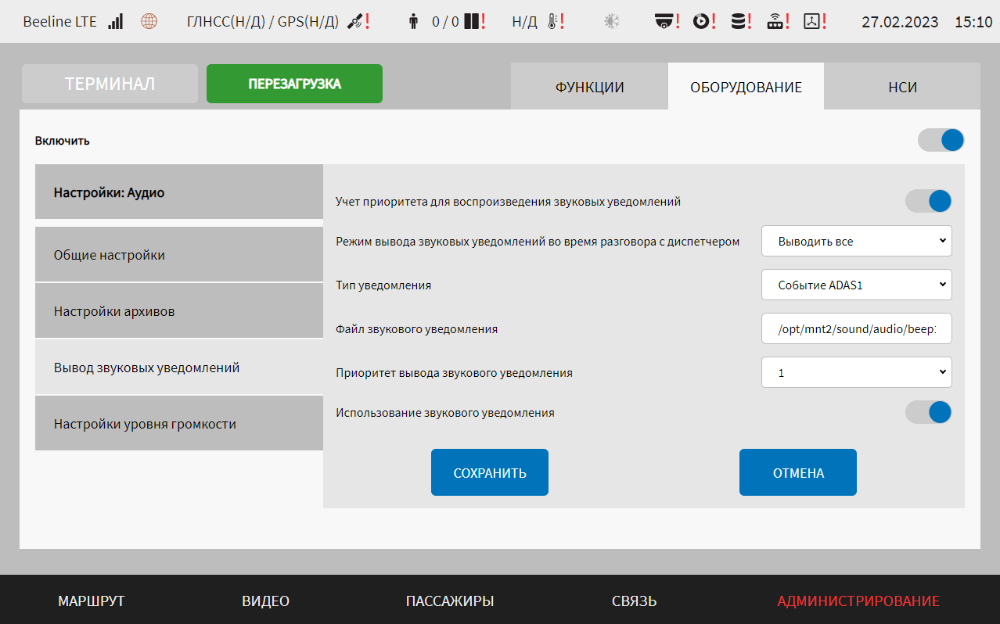 Beeline LTE ГЛНСС(Н/Д) / GPS(Н/Д) ! 0 / 0 ! Н/Д ! ! ! ! ! ! 27.02.2023 15:10
ТЕРМИНАЛ ПЕРЕЗАГРУЗКА ФУНКЦИИ ОБОРУДОВАНИЕ НСИ
Включить
Настройки: Аудио
Общие настройки
Настройки архивов
Вывод звуковых уведомлений
Настройки уровня громкости
Учет приоритета для воспроизведения звуковых уведомлений
Режим вывода звуковых уведомлений во время разговора с диспетчером Выводить все
Тип уведомления Событие ADAS1
Файл звукового уведомления /opt/mnt2/sound/audio/beep1
Приоритет вывода звукового уведомления 1
Использование звукового уведомления
СОХРАНИТЬ ОТМЕНА
МАРШРУТ ВИДЕО ПАССАЖИРЫ СВЯЗЬ АДМИНИСТРИРОВАНИЕ